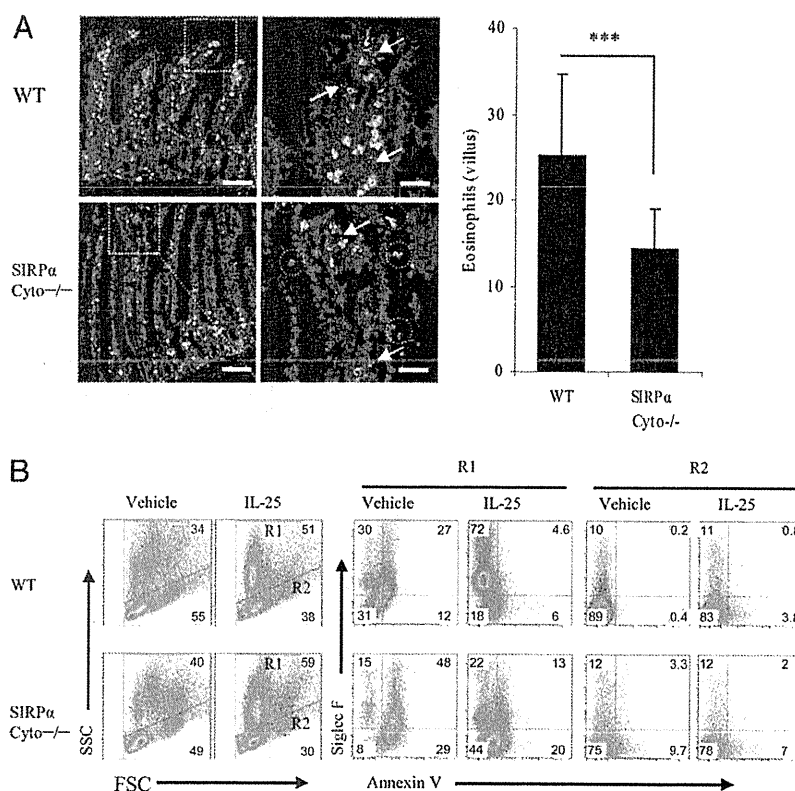 A
WT
SIRPα
Cyto−/−
Eosinophils (villus)
40
30
20
10
0
***
WT
SIRPα
Cyto-/-
B
R1
R2
Vehicle
IL-25
Vehicle
IL-25
Vehicle
IL-25
WT
34
55
51
R1
R2
38
30
27
31
12
72
4.6
18
6
10
0.2
89
0.4
11
0.8
83
3.8
SIRPα
Cyto−/−
40
49
59
R1
R2
30
15
48
8
29
22
13
44
20
12
3.3
75
9.7
12
2
78
7
SSC
FSC
Siglec F
Annexin V